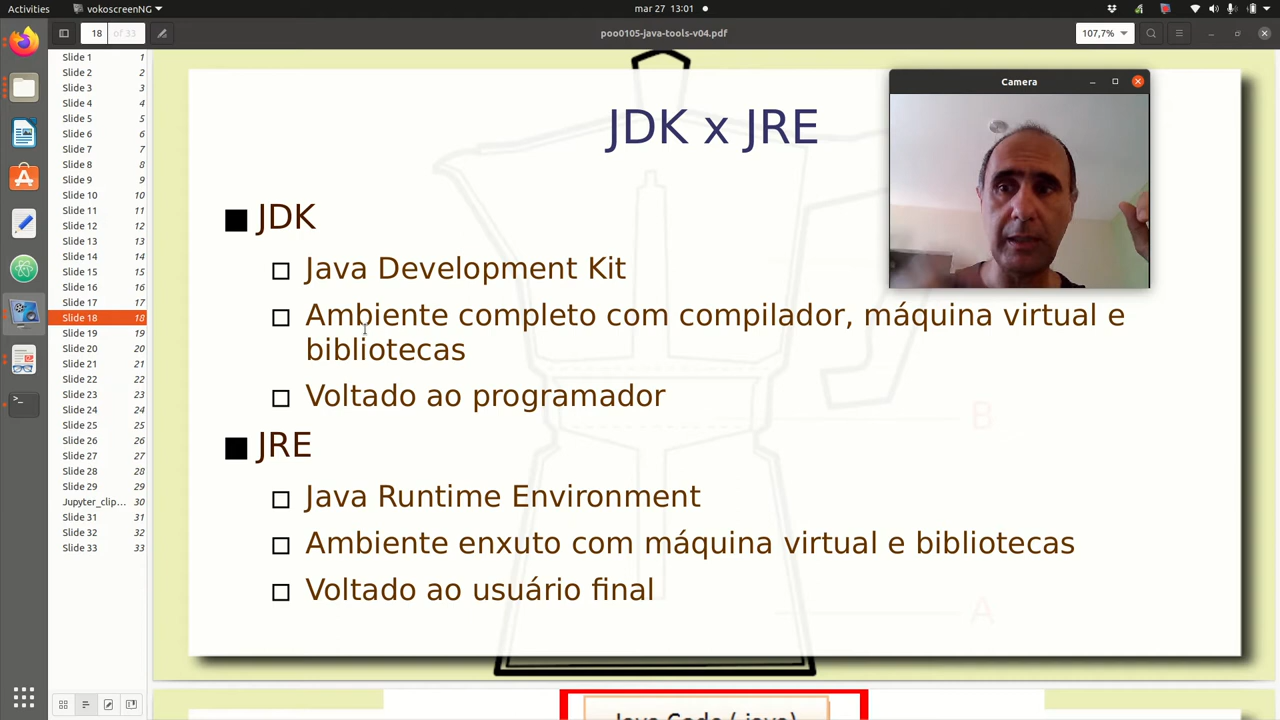 Activities
vokoscreenNG
mar 27 13:01
18 of 33
poo0105-java-tools-v04.pdf
107,7%
Slide 1 1
Slide 2 2
Slide 3 3
Slide 4 4
Slide 5 5
Slide 6 6
Slide 7 7
Slide 8 8
Slide 9 9
Slide 10 10
Slide 11 11
Slide 12 12
Slide 13 13
Slide 14 14
Slide 15 15
Slide 16 16
Slide 17 17
Slide 18 18
Slide 19 19
Slide 20 20
Slide 21 21
Slide 22 22
Slide 23 23
Slide 24 24
Slide 25 25
Slide 26 26
Slide 27 27
Slide 28 28
Slide 29 29
Jupyter_clip... 30
Slide 31 31
Slide 32 32
Slide 33 33
Camera
JDK x JRE
JDK
Java Development Kit
Ambiente completo com compilador, máquina virtual e
bibliotecas
Voltado ao programador
B
JRE
Java Runtime Environment
Ambiente enxuto com máquina virtual e bibliotecas
Voltado ao usuário final
A
Java Code (.java)